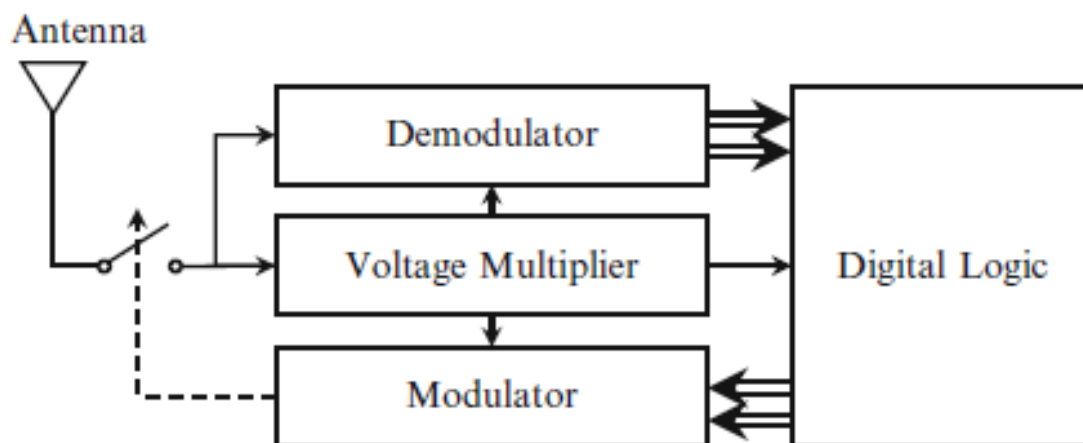 Antenna
Demodulator
Voltage Multiplier
Digital Logic
Modulator